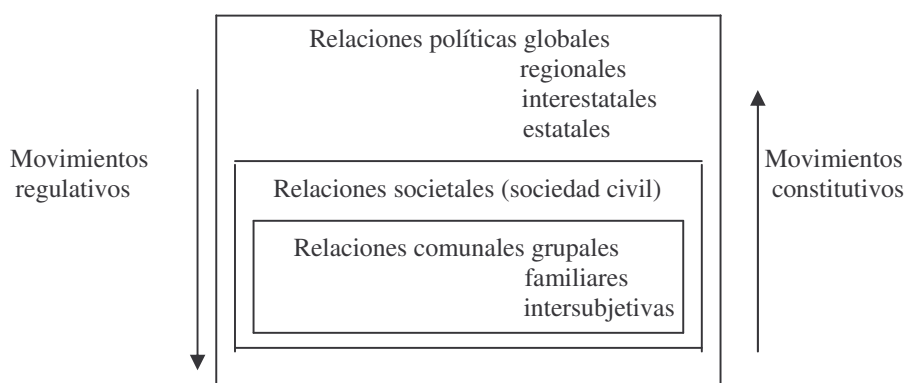 Relaciones políticas globales
regionales
interestatales
estatales
Movimientos
regulativos
Movimientos
constitutivos
Relaciones societales (sociedad civil)
Relaciones comunales grupales
familiares
intersubjetivas